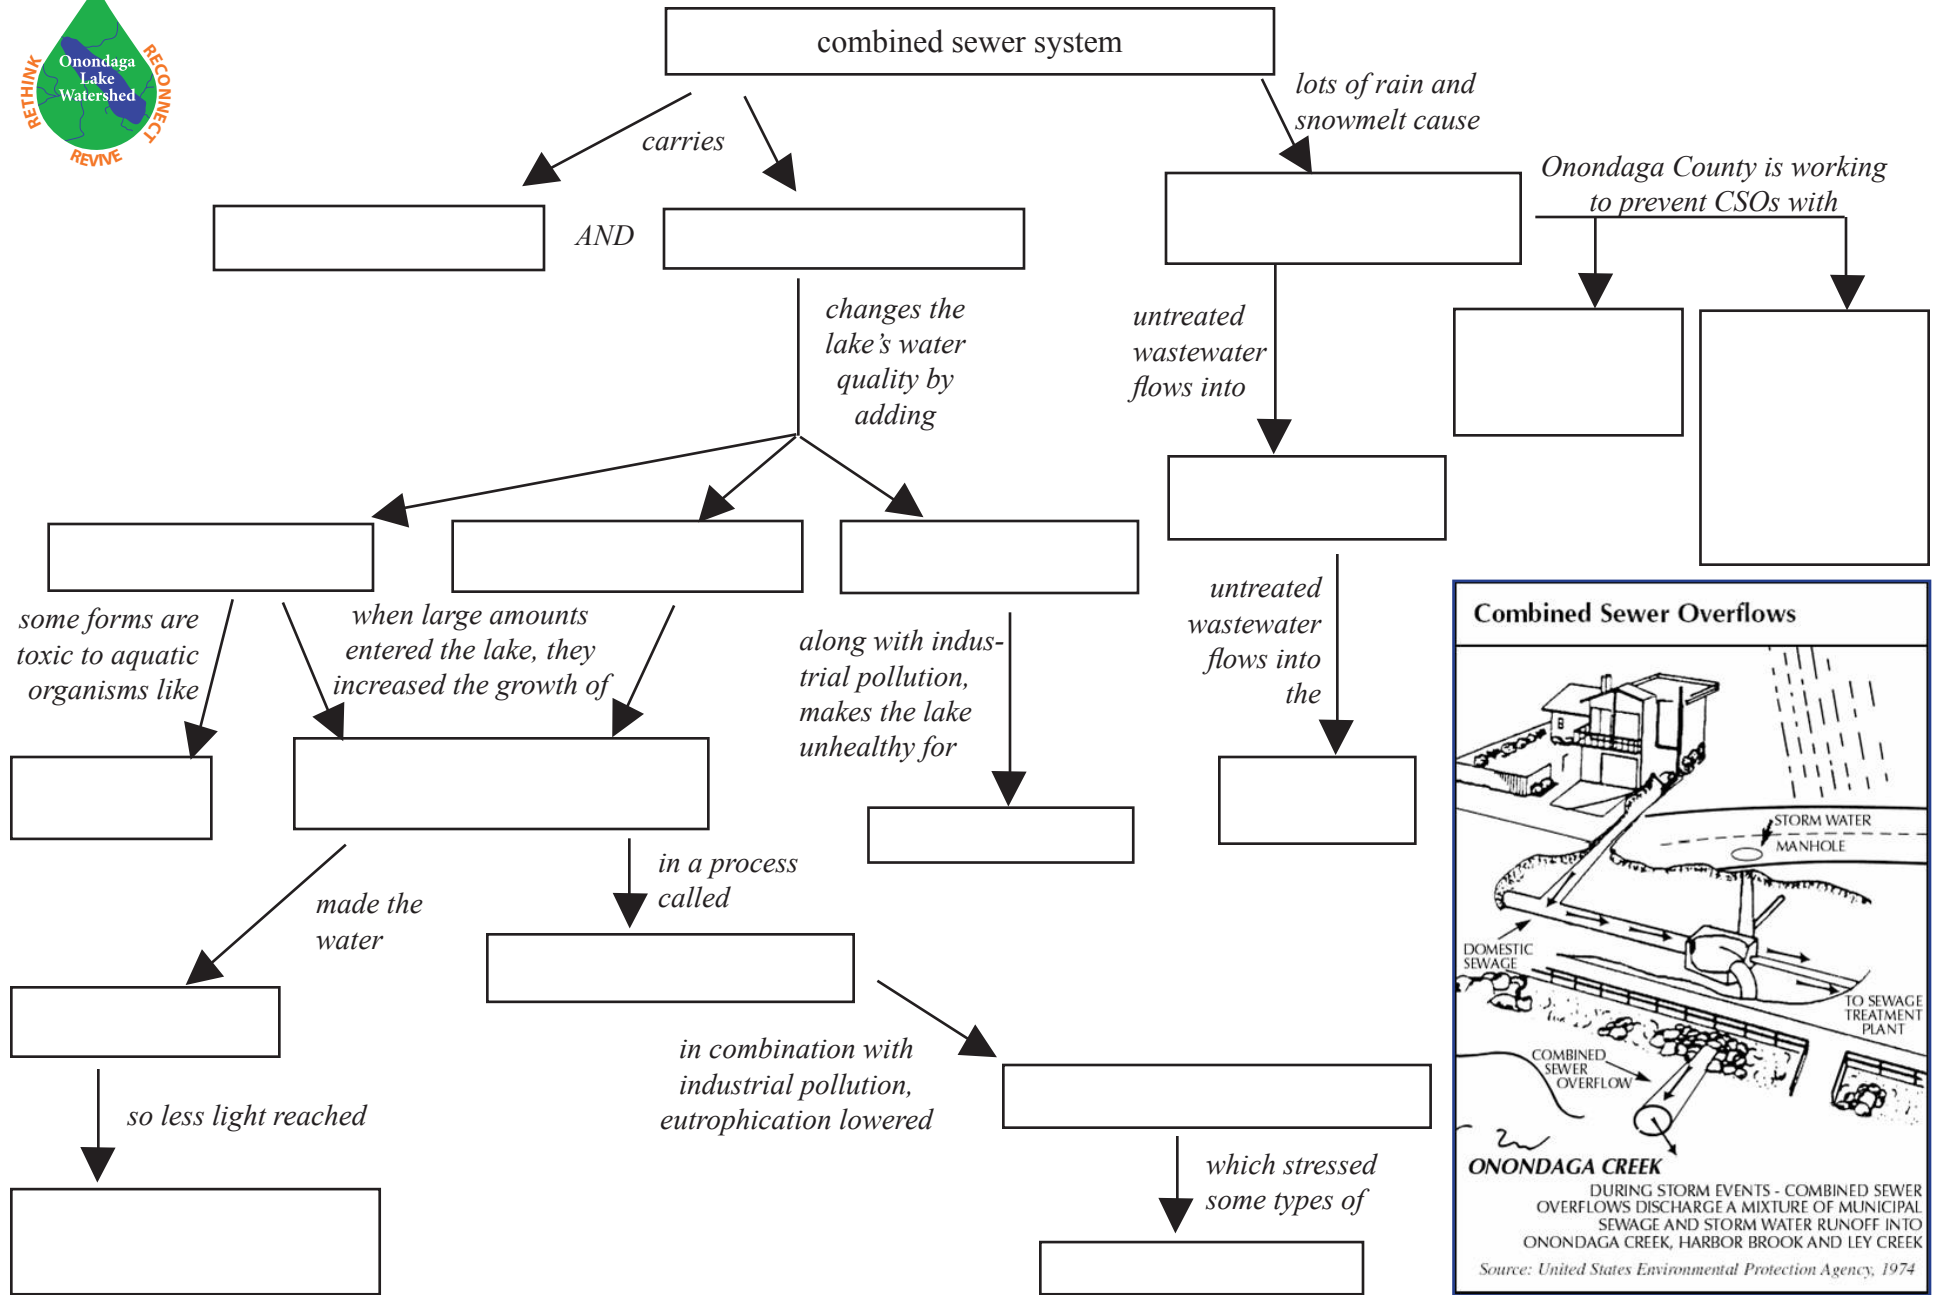 Onondaga
Lake
Watershed
RETHINK
REVIVE
RECONNECT
combined sewer system
carries
lots of rain and
snowmelt cause
Onondaga County is working
to prevent CSOs with
AND
changes the
lake's water
quality by
adding
untreated
wastewater
flows into
some forms are
toxic to aquatic
organisms like
when large amounts
entered the lake, they
increased the growth of
along with indus-
trial pollution,
makes the lake
unhealthy for
untreated
wastewater
flows into
the
made the
water
in a process
called
so less light reached
in combination with
industrial pollution,
eutrophication lowered
which stressed
some types of
Combined Sewer Overflows
STORM WATER
MANHOLE
DOMESTIC
SEWAGE
TO SEWAGE
TREATMENT
PLANT
COMBINED
SEWER
OVERFLOW
ONONDAGA CREEK
DURING STORM EVENTS - COMBINED SEWER
OVERFLOWS DISCHARGE A MIXTURE OF MUNICIPAL
SEWAGE AND STORM WATER RUNOFF INTO
ONONDAGA CREEK, HARBOR BROOK AND LEY CREEK
Source: United States Environmental Protection Agency, 1974